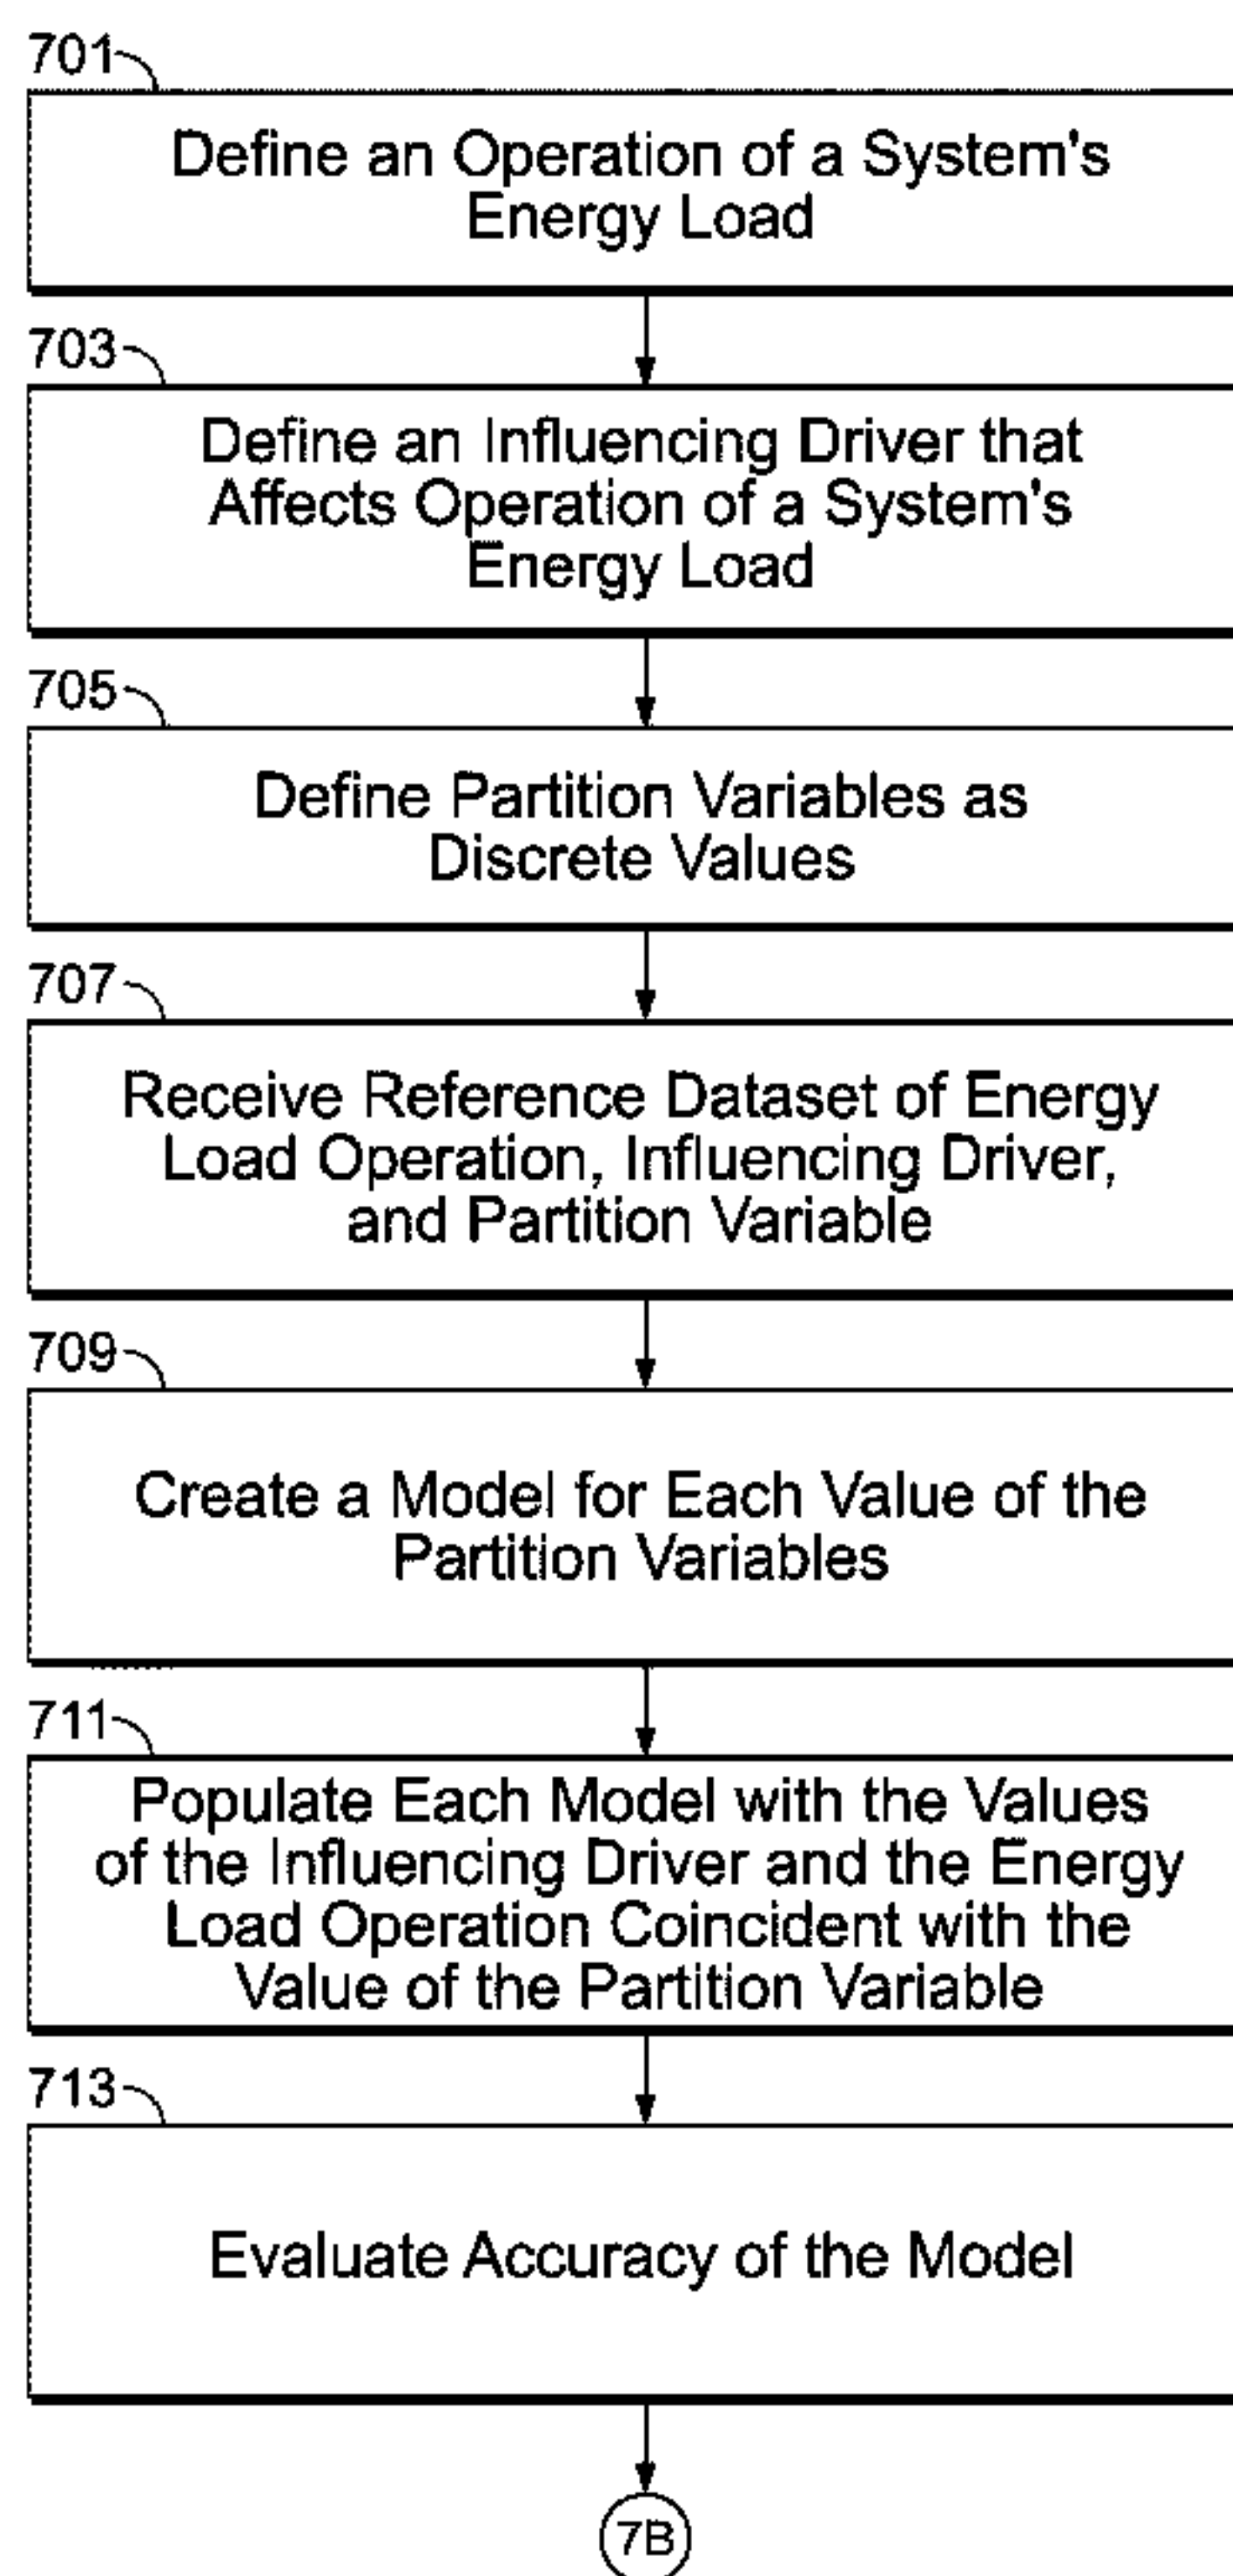 701
Define an Operation of a System's
Energy Load
703
Define an Influencing Driver that
Affects Operation of a System's
Energy Load
705
Define Partition Variables as
Discrete Values
707
Receive Reference Dataset of Energy
Load Operation, Influencing Driver,
and Partition Variable
709
Create a Model for Each Value of the
Partition Variables
711
Populate Each Model with the Values
of the Influencing Driver and the Energy
Load Operation Coincident with the
Value of the Partition Variable
713
Evaluate Accuracy of the Model
7B